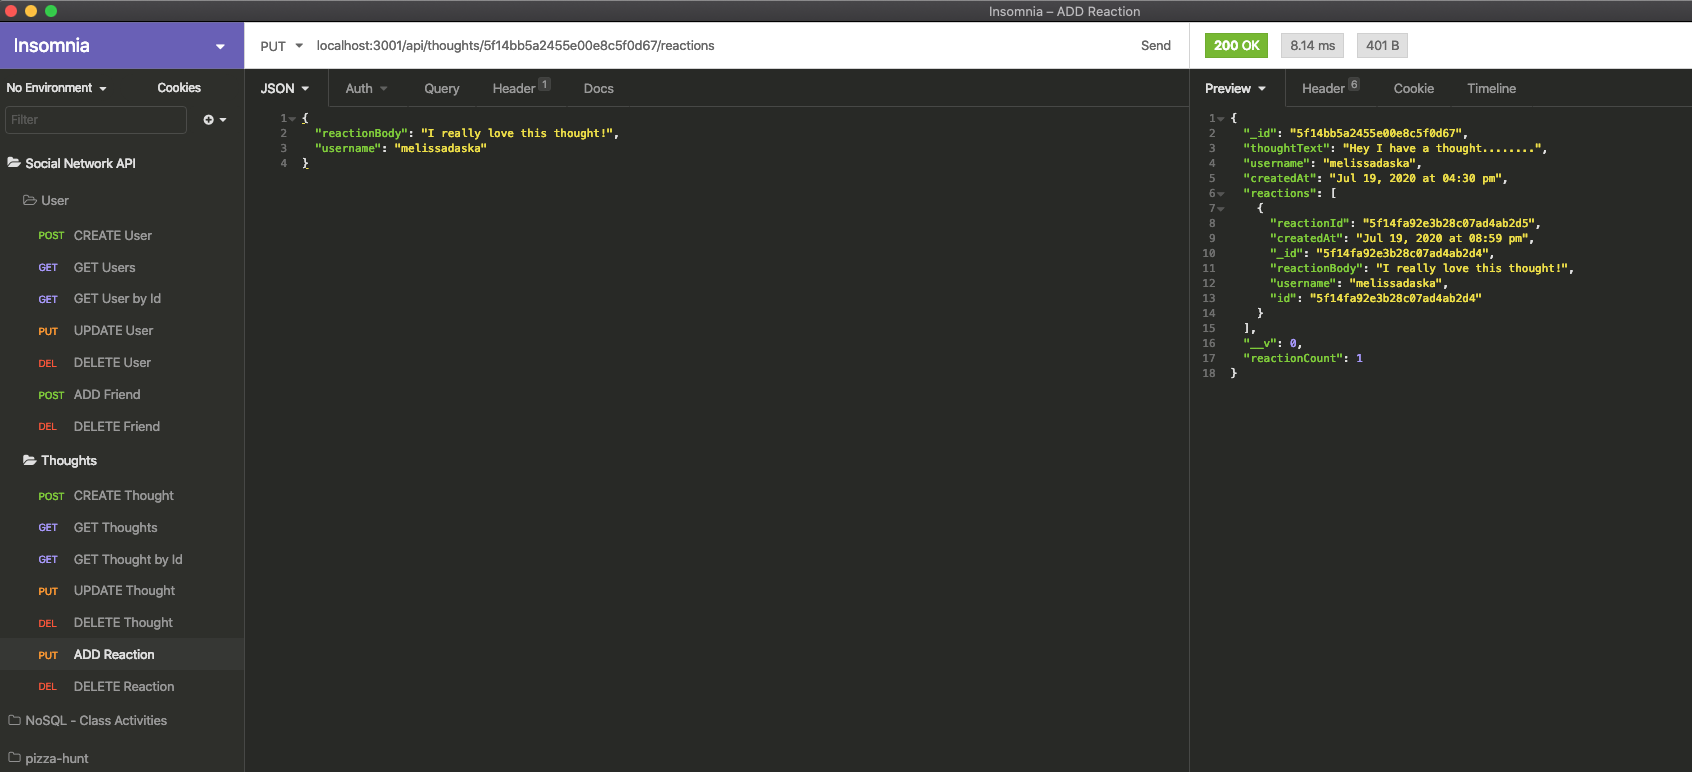 Insomnia – ADD Reaction
Insomnia
PUT localhost:3001/api/thoughts/5f14bb5a2455e00e8c5f0d67/reactions Send
200 OK 8.14 ms 401 B
No Environment Cookies
Filter
Social Network API
User
POST CREATE User
GET GET Users
GET GET User by Id
PUT UPDATE User
DEL DELETE User
POST ADD Friend
DEL DELETE Friend
Thoughts
POST CREATE Thought
GET GET Thoughts
GET GET Thought by Id
PUT UPDATE Thought
DEL DELETE Thought
PUT ADD Reaction
DEL DELETE Reaction
NoSQL - Class Activities
pizza-hunt
JSON Auth Query Header 1 Docs
1 {
2 "reactionBody": "I really love this thought!",
3 "username": "melissadaska"
4 }
Preview Header 6 Cookie Timeline
1 {
2 "_id": "5f14bb5a2455e00e8c5f0d67",
3 "thoughtText": "Hey I have a thought........",
4 "username": "melissadaska",
5 "createdAt": "Jul 19, 2020 at 04:30 pm",
6 "reactions": [
7 {
8 "reactionId": "5f14fa92e3b28c07ad4ab2d5",
9 "createdAt": "Jul 19, 2020 at 08:59 pm",
10 "_id": "5f14fa92e3b28c07ad4ab2d4",
11 "reactionBody": "I really love this thought!",
12 "username": "melissadaska",
13 "id": "5f14fa92e3b28c07ad4ab2d4"
14 }
15 ],
16 "__v": 0,
17 "reactionCount": 1
18 }